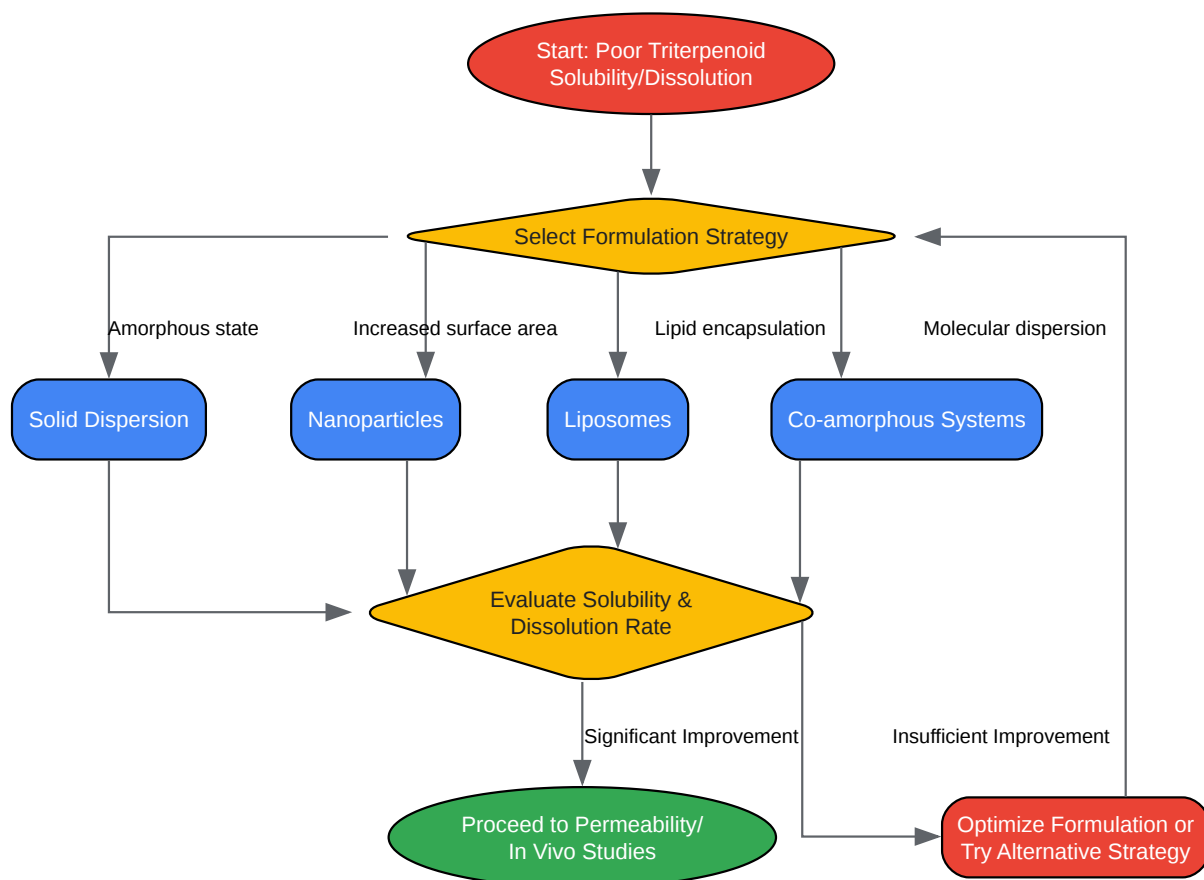 Start: Poor Triterpenoid
Solubility/Dissolution
Select Formulation Strategy
Amorphous state
Increased surface area
Lipid encapsulation
Molecular dispersion
Solid Dispersion
Nanoparticles
Liposomes
Co-amorphous Systems
Evaluate Solubility &
Dissolution Rate
Significant Improvement
Insufficient Improvement
Proceed to Permeability/
In Vivo Studies
Optimize Formulation or
Try Alternative Strategy